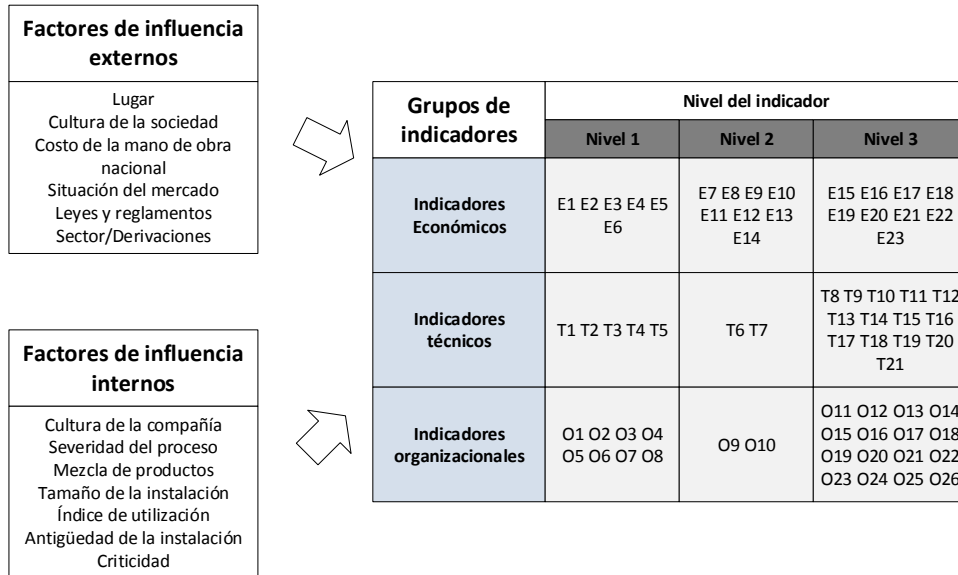 Factores de influencia
externos
Lugar
Cultura de la sociedad
Costo de la mano de obra
nacional
Situación del mercado
Leyes y reglamentos
Sector/Derivaciones
Factores de influencia
internos
Cultura de la compañía
Severidad del proceso
Mezcla de productos
Tamaño de la instalación
Índice de utilización
Antigüedad de la instalación
Criticidad
Grupos de
indicadores
Nivel del indicador
Nivel 1
Nivel 2
Nivel 3
Indicadores
Económicos
E1 E2 E3 E4 E5
E6
E7 E8 E9 E10
E11 E12 E13
E14
E15 E16 E17 E18
E19 E20 E21 E22
E23
Indicadores
técnicos
T1 T2 T3 T4 T5
T6 T7
T8 T9 T10 T11 T12
T13 T14 T15 T16
T17 T18 T19 T20
T21
Indicadores
organizacionales
O1 O2 O3 O4
O5 O6 O7 O8
O9 O10
O11 O12 O13 O14
O15 O16 O17 O18
O19 O20 O21 O22
O23 O24 O25 O26